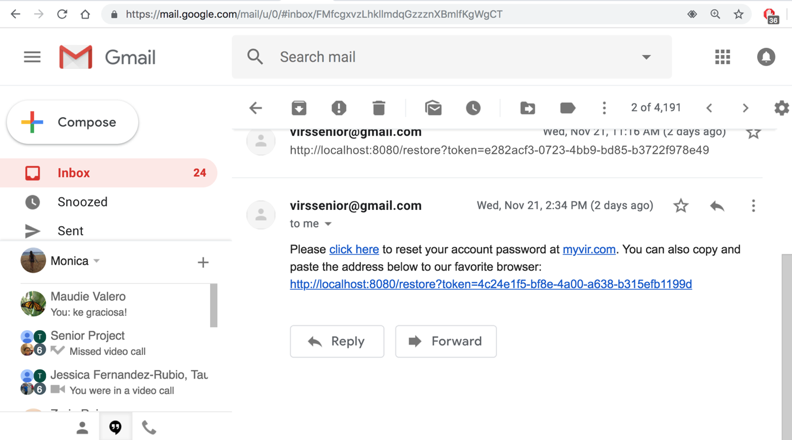 https://mail.google.com/mail/u/0/#inbox/FMfcgxvzLhkllmdqGzzznXBmlfKgWgCT
36
Gmail
Search mail
Compose
2 of 4,191
Inbox 24
Snoozed
Sent
Monica
Maudie Valero
You: ke graciosa!
Senior Project
T
6
Missed video call
Jessica Fernandez-Rubio, Tau
T
6
You were in a video call
virssenior@gmail.com Wed, Nov 21, 11:16 AM (2 days ago)
http://localhost:8080/restore?token=e282acf3-0723-4bb9-bd85-b3722f978e49
virssenior@gmail.com Wed, Nov 21, 2:34 PM (2 days ago)
to me
Please click here to reset your account password at myvir.com. You can also copy and
paste the address below to our favorite browser:
http://localhost:8080/restore?token=4c24e1f5-bf8e-4a00-a638-b315efb1199d
Reply
Forward